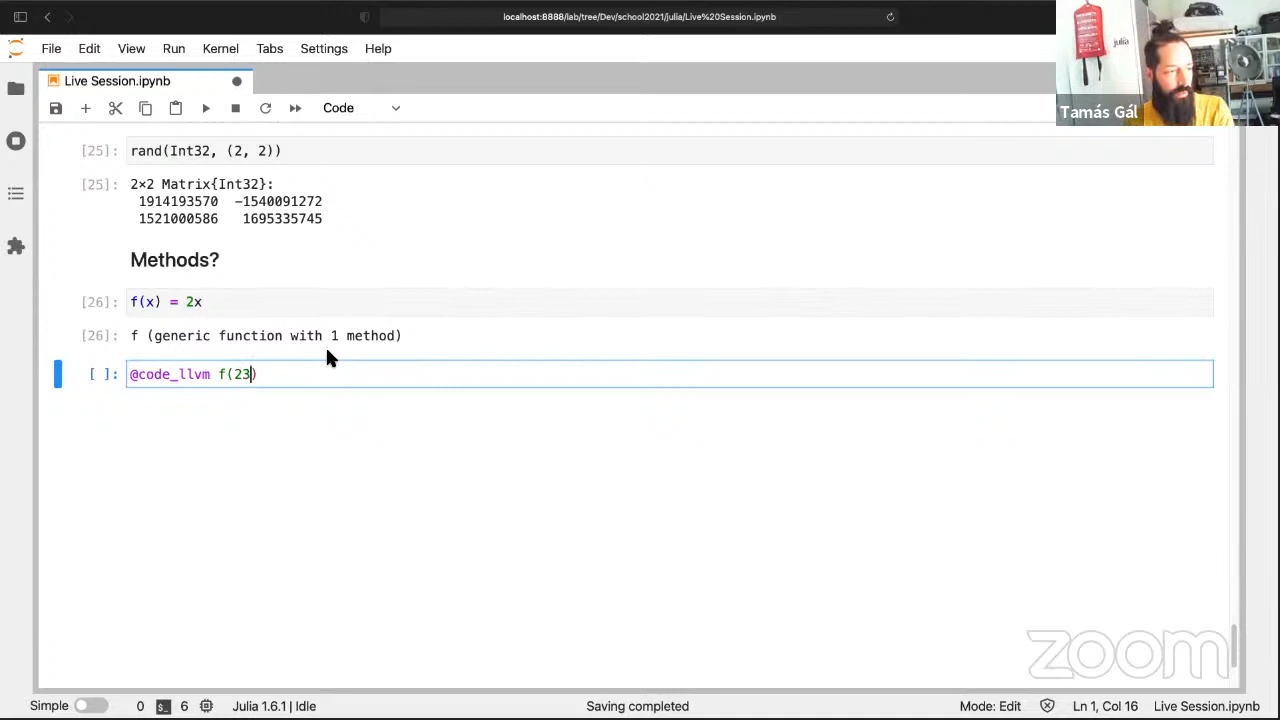 localhost:8888/lab/tree/Dev/school2021/julia/Live%20Session.ipynb
File Edit View Run Kernel Tabs Settings Help
julia
Tamás Gál
Live Session.ipynb
Code
[25]: rand(Int32, (2, 2))
[25]: 2×2 Matrix{Int32}:
1914193570 -1540091272
1521000586 1695335745
Methods?
[26]: f(x) = 2x
[26]: f (generic function with 1 method)
[ ]: @code_llvm f(23)
zoom
Simple 0 $_ 6 Julia 1.6.1 | Idle Saving completed Mode: Edit Ln 1, Col 16 Live Session.ipynb